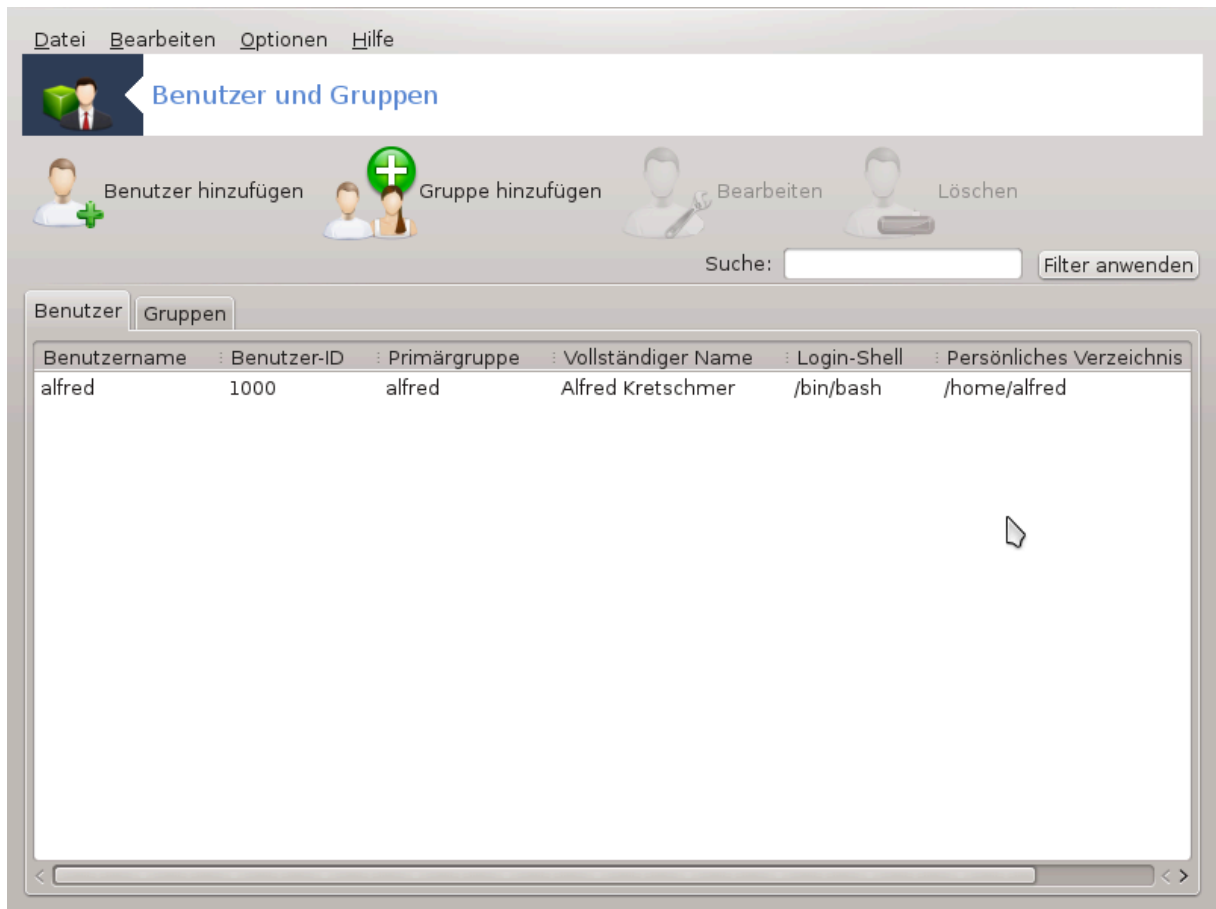 Datei Bearbeiten Optionen Hilfe
Benutzer und Gruppen
Benutzer hinzufügen Gruppe hinzufügen Bearbeiten Löschen
Suche: Filter anwenden
Benutzer Gruppen
Benutzername Benutzer-ID Primärgruppe Vollständiger Name Login-Shell Persönliches Verzeichnis
alfred 1000 alfred Alfred Kretschmer /bin/bash /home/alfred